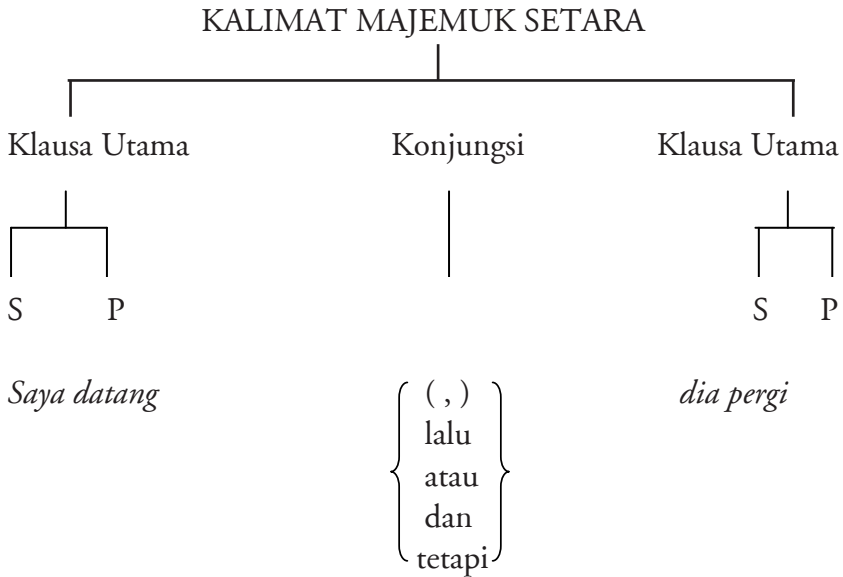 KALIMAT MAJEMUK SETARA
Klausa Utama Konjungsi Klausa Utama
S P S P
Saya datang ( , ) dia pergi
lalu
atau
dan
tetapi